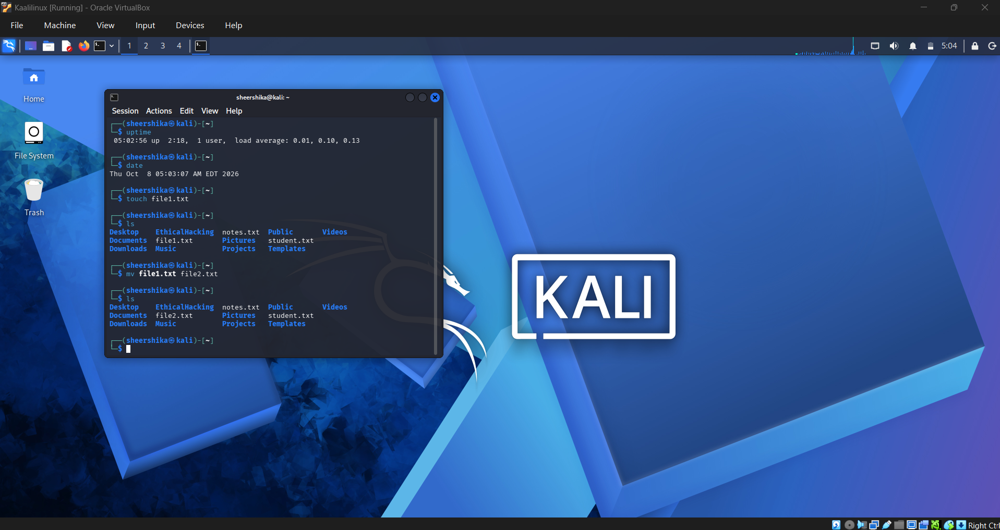 Kaalilinux [Running] - Oracle VirtualBox
File Machine View Input Devices Help
1 2 3 4 5:04
Home
File System
Trash
sheershika@kali: ~
Session Actions Edit View Help
┌──(sheershika㉿kali)-[~]
└─$ uptime
05:02:56 up 2:18, 1 user, load average: 0.01, 0.10, 0.13
┌──(sheershika㉿kali)-[~]
└─$ date
Thu Oct  8 05:03:07 AM EDT 2026
┌──(sheershika㉿kali)-[~]
└─$ touch file1.txt
┌──(sheershika㉿kali)-[~]
└─$ ls
Desktop EthicalHacking notes.txt Public Videos
Documents file1.txt Pictures student.txt
Downloads Music Projects Templates
┌──(sheershika㉿kali)-[~]
└─$ mv file1.txt file2.txt
┌──(sheershika㉿kali)-[~]
└─$ ls
Desktop EthicalHacking notes.txt Public Videos
Documents file2.txt Pictures student.txt
Downloads Music Projects Templates
┌──(sheershika㉿kali)-[~]
└─$
KALI
Right Ctrl